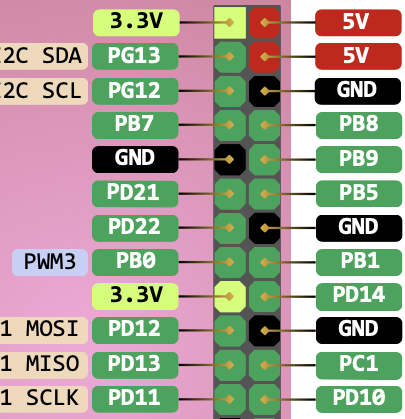 3.3V 5V
2C SDA PG13 5V
2C SCL PG12 GND
PB7 PB8
GND PB9
PD21 PB5
PD22 GND
PWM3 PB0 PB1
3.3V PD14
1 MOSI PD12 GND
1 MISO PD13 PC1
1 SCLK PD11 PD10